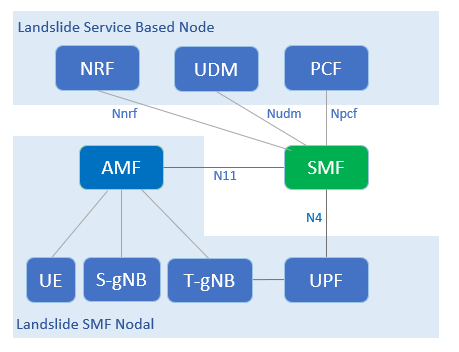 Landslide Service Based Node
NRF
UDM
PCF
Nnrf
Nudm
Npcf
AMF
N11
SMF
N4
UE
S-gNB
T-gNB
UPF
Landslide SMF Nodal